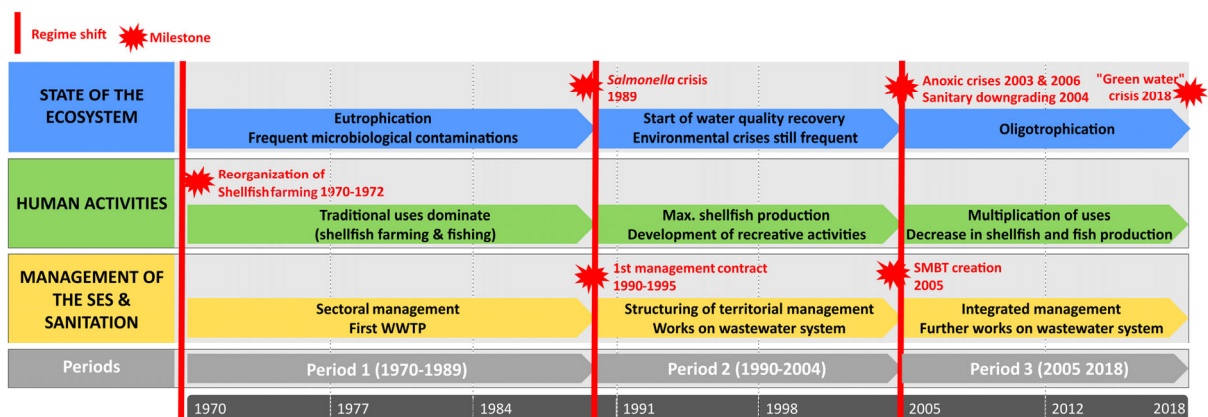 Regime shift
Milestone
STATE OF THE
ECOSYSTEM
Salmonella crisis
1989
Anoxic crises 2003 & 2006
Sanitary downgrading 2004
"Green water"
crisis 2018
Eutrophication
Frequent microbiological contaminations
Start of water quality recovery
Environmental crises still frequent
Oligotrophication
HUMAN ACTIVITIES
Reorganization of
Shellfish farming 1970-1972
Traditional uses dominate
(shellfish farming & fishing)
Max. shellfish production
Development of recreative activities
Multiplication of uses
Decrease in shellfish and fish production
MANAGEMENT OF
THE SES &
SANITATION
1st management contract
1990-1995
SMBT creation
2005
Sectoral management
First WWTP
Structuring of territorial management
Works on wastewater system
Integrated management
Further works on wastewater system
Periods
Period 1 (1970-1989)
Period 2 (1990-2004)
Period 3 (2005 2018)
1970
1977
1984
1991
1998
2005
2012
2018